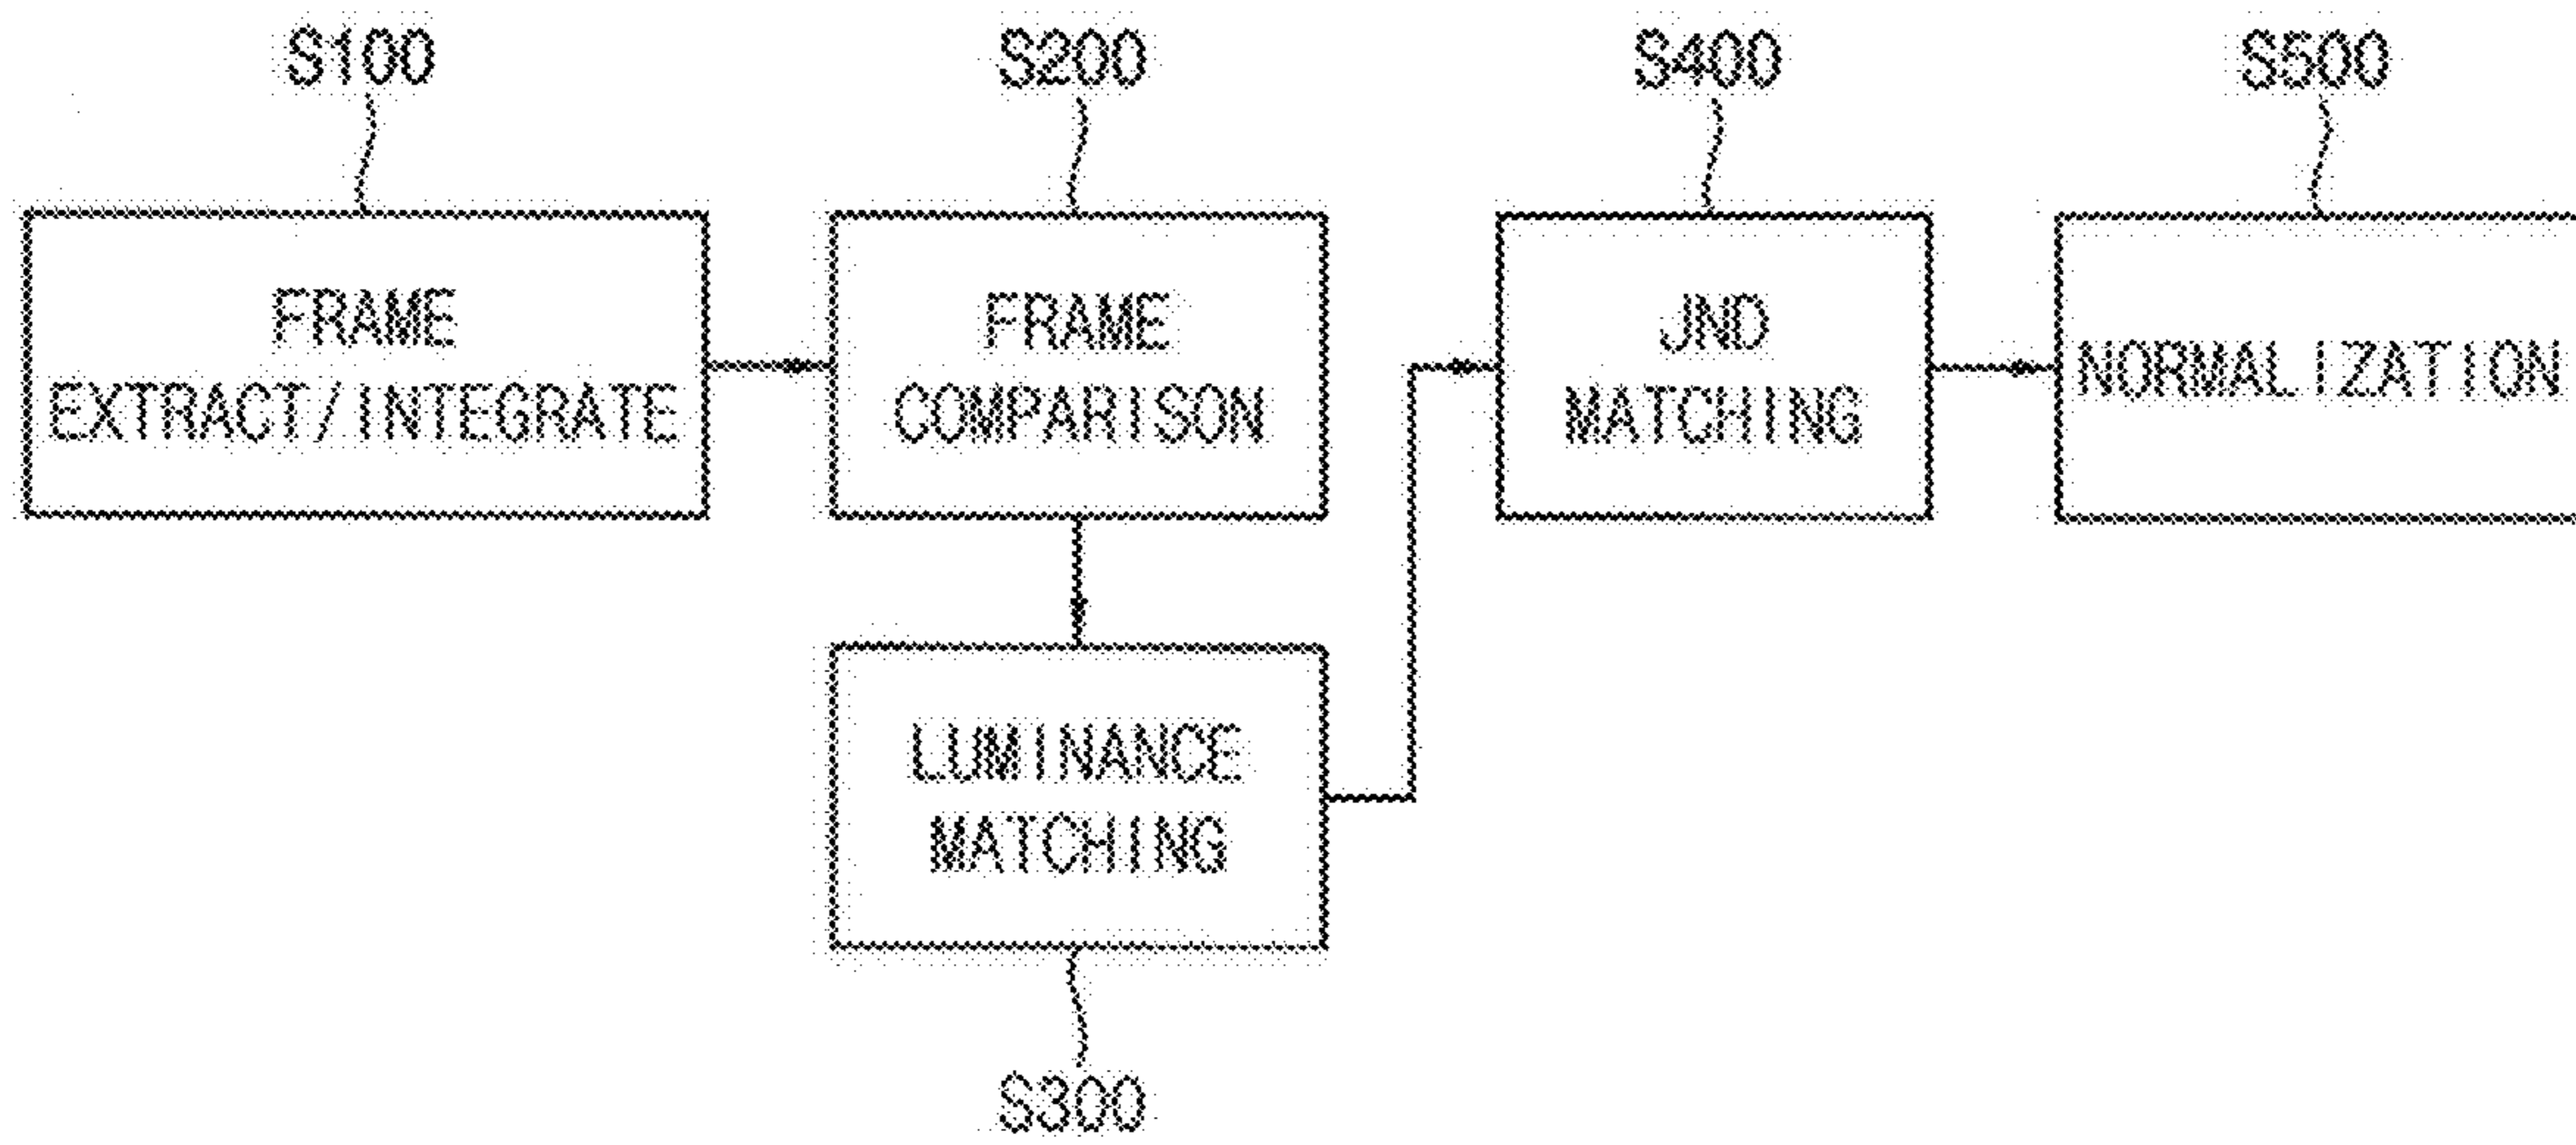 S100
S200
S400
S500
FRAME
EXTRACT/INTEGRATE
FRAME
COMPARISON
JND
MATCHING
NORMALIZATION
LUMINANCE
MATCHING
S300